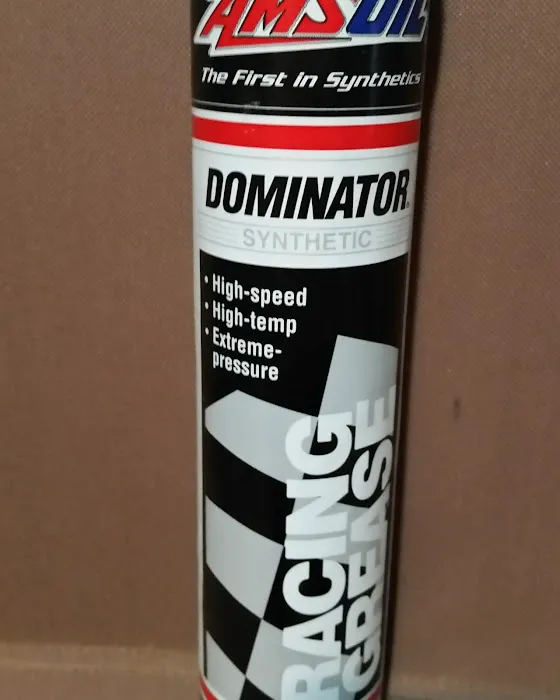 AMSOIL
The First in Synthetics
DOMINATOR
SYNTHETIC
• High-speed
• High-temp
• Extreme-
pressure
RACING
GREASE